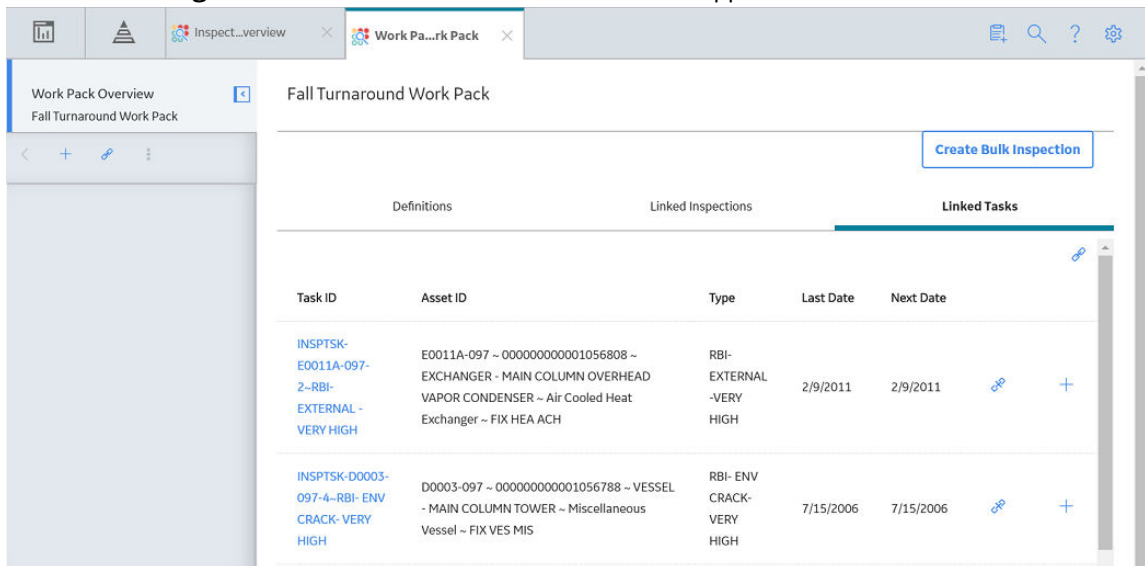 Inspect...verview
Work Pa...rk Pack
Work Pack Overview
Fall Turnaround Work Pack
Fall Turnaround Work Pack
Create Bulk Inspection
Definitions
Linked Inspections
Linked Tasks
Task ID
Asset ID
Type
Last Date
Next Date
INSPTSK-
E0011A-097-
2~RBI-
EXTERNAL -
VERY HIGH
E0011A-097 ~ 000000000001056808 ~
EXCHANGER - MAIN COLUMN OVERHEAD
VAPOR CONDENSER ~ Air Cooled Heat
Exchanger ~ FIX HEA ACH
RBI-
EXTERNAL
-VERY
HIGH
2/9/2011
2/9/2011
INSPTSK-D0003-
097-4~RBI- ENV
CRACK- VERY
HIGH
D0003-097 ~ 000000000001056788 ~ VESSEL
- MAIN COLUMN TOWER ~ Miscellaneous
Vessel ~ FIX VES MIS
RBI- ENV
CRACK-
VERY
HIGH
7/15/2006
7/15/2006